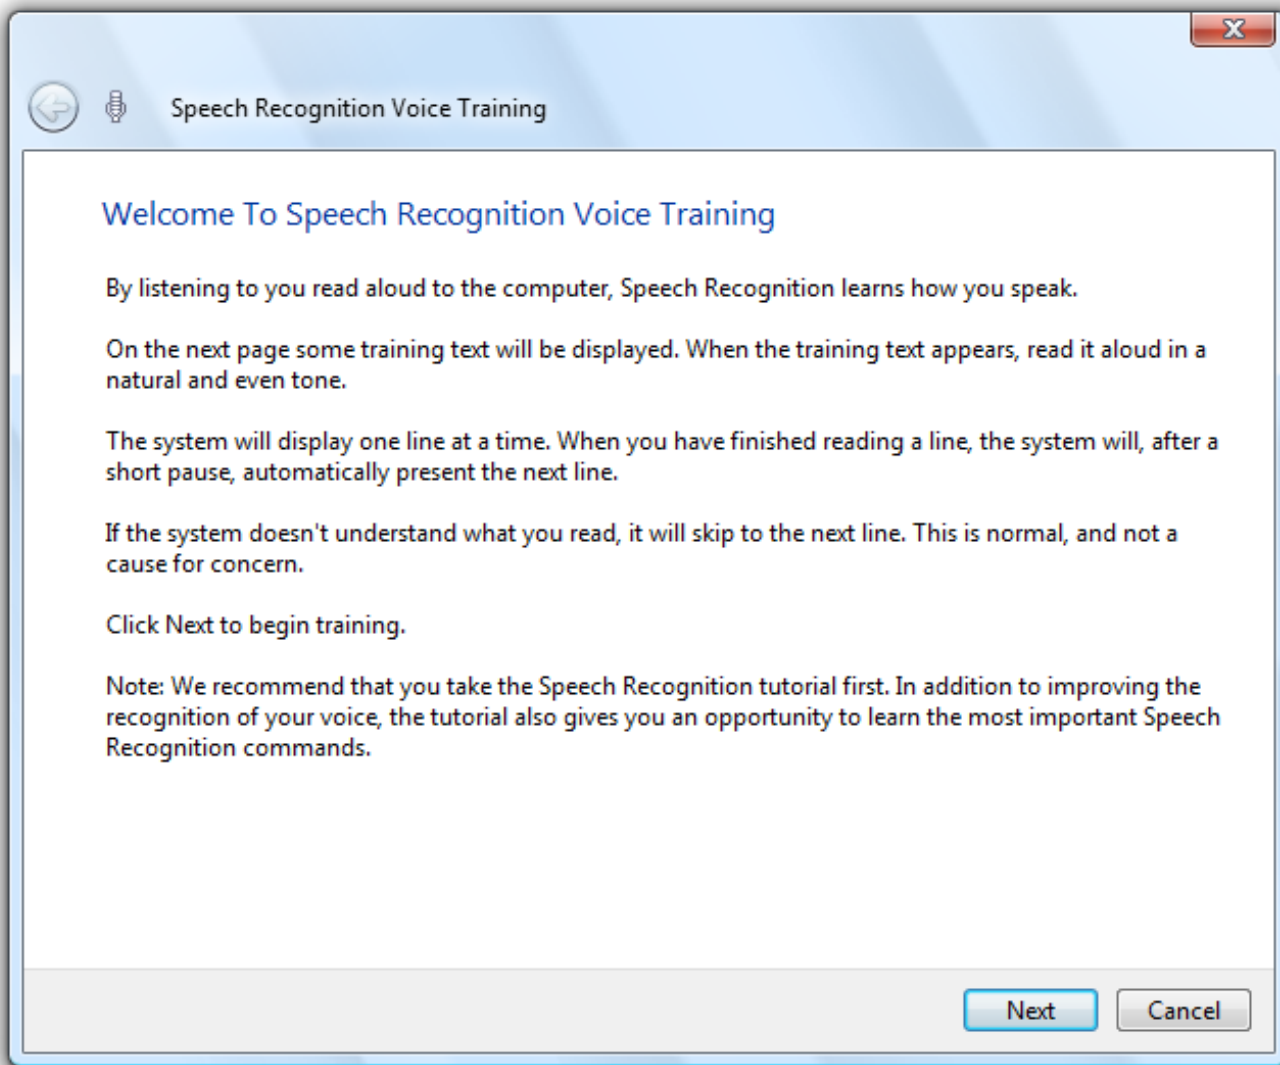 Speech Recognition Voice Training
Welcome To Speech Recognition Voice Training
By listening to you read aloud to the computer, Speech Recognition learns how you speak.
On the next page some training text will be displayed. When the training text appears, read it aloud in a
natural and even tone.
The system will display one line at a time. When you have finished reading a line, the system will, after a
short pause, automatically present the next line.
If the system doesn't understand what you read, it will skip to the next line. This is normal, and not a
cause for concern.
Click Next to begin training.
Note: We recommend that you take the Speech Recognition tutorial first. In addition to improving the
recognition of your voice, the tutorial also gives you an opportunity to learn the most important Speech
Recognition commands.
Next Cancel